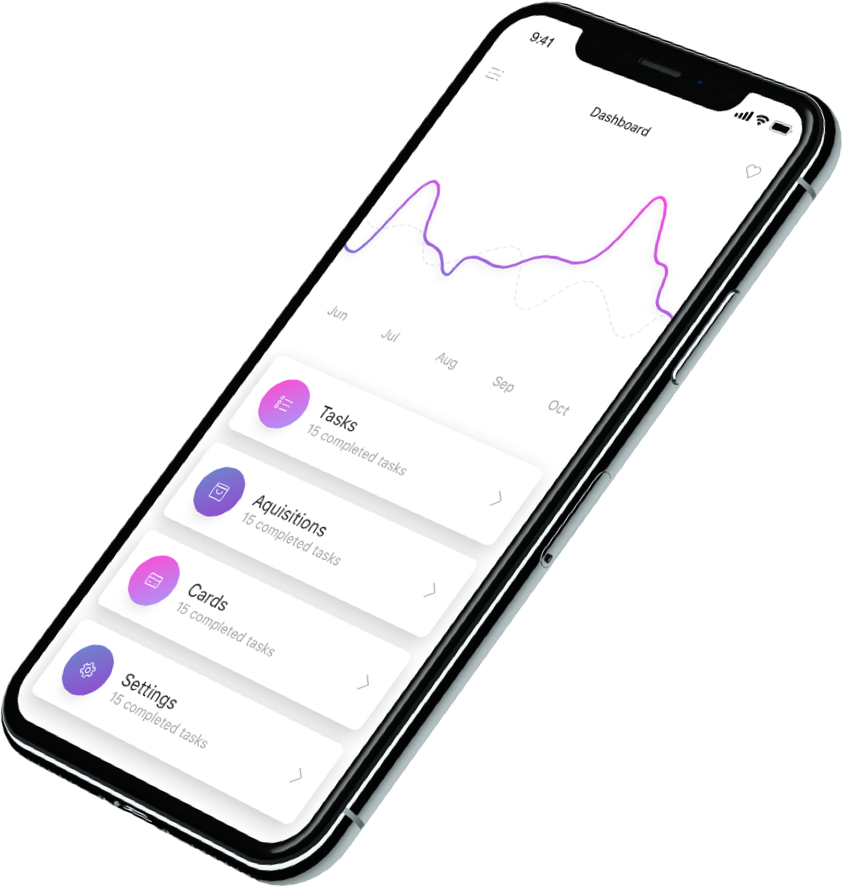 9:41
Dashboard
Jun
Jul
Aug
Sep
Oct
Tasks
15 completed tasks
Aquisitions
15 completed tasks
Cards
15 completed tasks
Settings
15 completed tasks